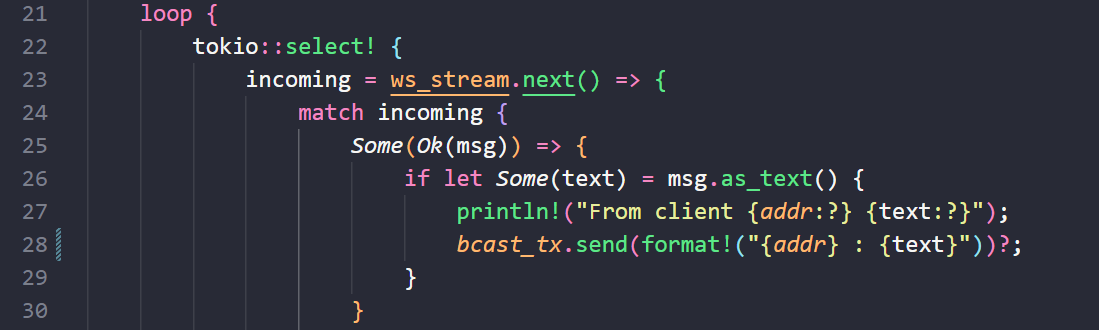 21 loop {
22 tokio::select! {
23 incoming = ws_stream.next() => {
24 match incoming {
25 Some(Ok(msg)) => {
26 if let Some(text) = msg.as_text() {
27 println!("From client {addr:?} {text:?}");
28 bcast_tx.send(format!("{addr} : {text}"))?;
29 }
30 }